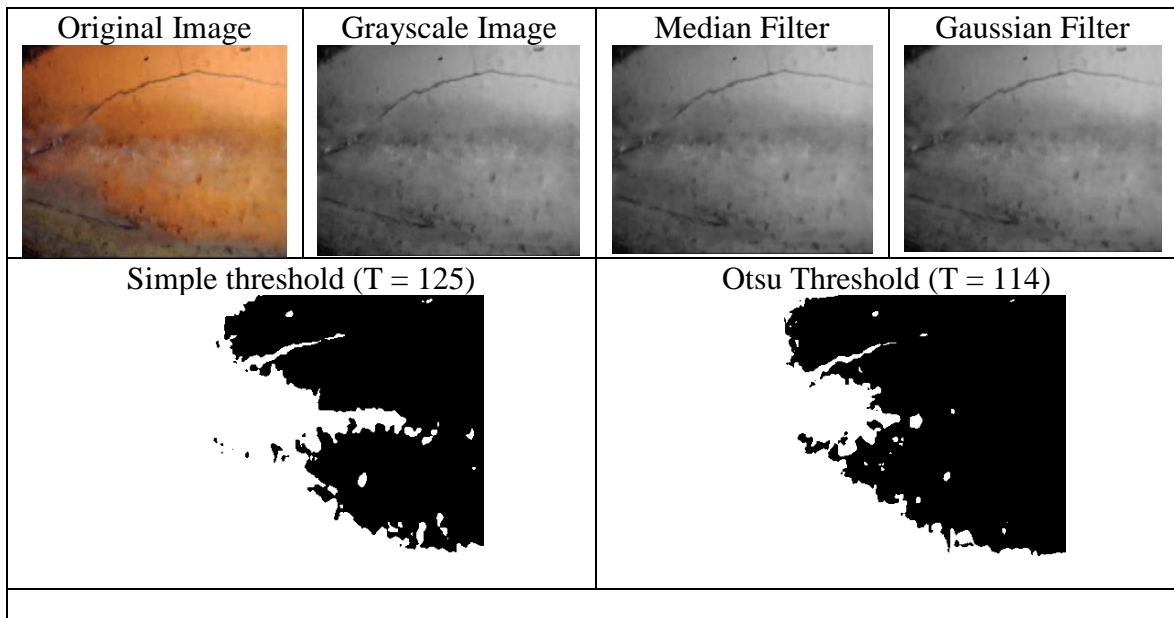 Original Image
Grayscale Image
Median Filter
Gaussian Filter
Simple threshold (T = 125)
Otsu Threshold (T = 114)